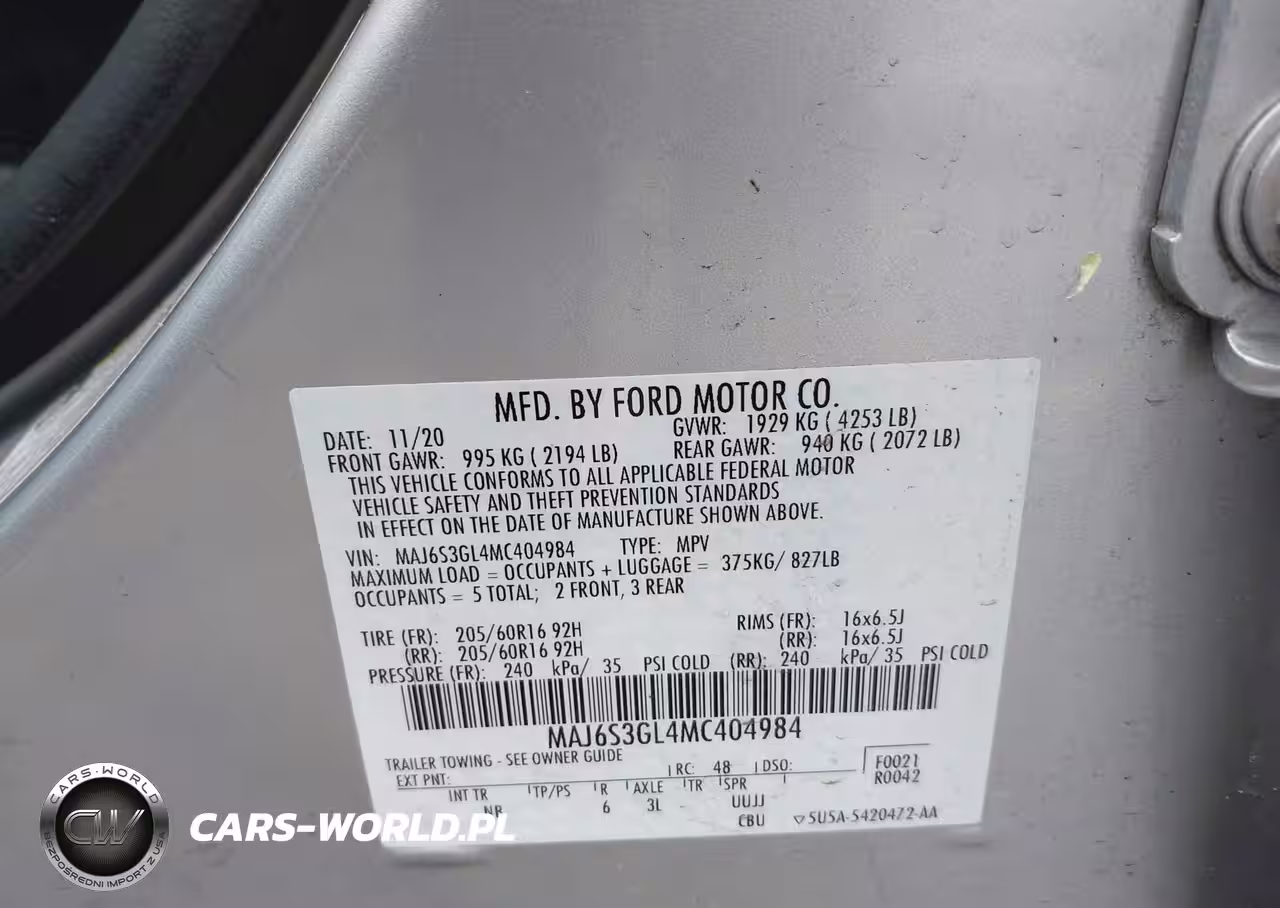 MFD. BY FORD MOTOR CO.
DATE: 11/20 GVWR: 1929 KG ( 4253 LB)
FRONT GAWR: 995 KG ( 2194 LB) REAR GAWR: 940 KG ( 2072 LB)
THIS VEHICLE CONFORMS TO ALL APPLICABLE FEDERAL MOTOR
VEHICLE SAFETY AND THEFT PREVENTION STANDARDS
IN EFFECT ON THE DATE OF MANUFACTURE SHOWN ABOVE.
VIN: MAJ6S3GL4MC404984 TYPE: MPV
MAXIMUM LOAD = OCCUPANTS + LUGGAGE = 375KG/ 827LB
OCCUPANTS = 5 TOTAL; 2 FRONT, 3 REAR
TIRE (FR): 205/60R16 92H RIMS (FR): 16x6.5J
(RR): 205/60R16 92H (RR): 16x6.5J
PRESSURE (FR): 240 kPa/ 35 PSI COLD (RR): 240 kPa/ 35 PSI COLD
MAJ6S3GL4MC404984
TRAILER TOWING - SEE OWNER GUIDE
EXT PNT: RC: 48 DSO: F0021
R0042
INT TR TP/PS R AXLE TR SPR
NR 6 3L UUJJ
CBU 5U5A-5420472-AA
CARS-WORLD
CW
BEZPOŚREDNI IMPORT Z USA
CARS-WORLD.PL